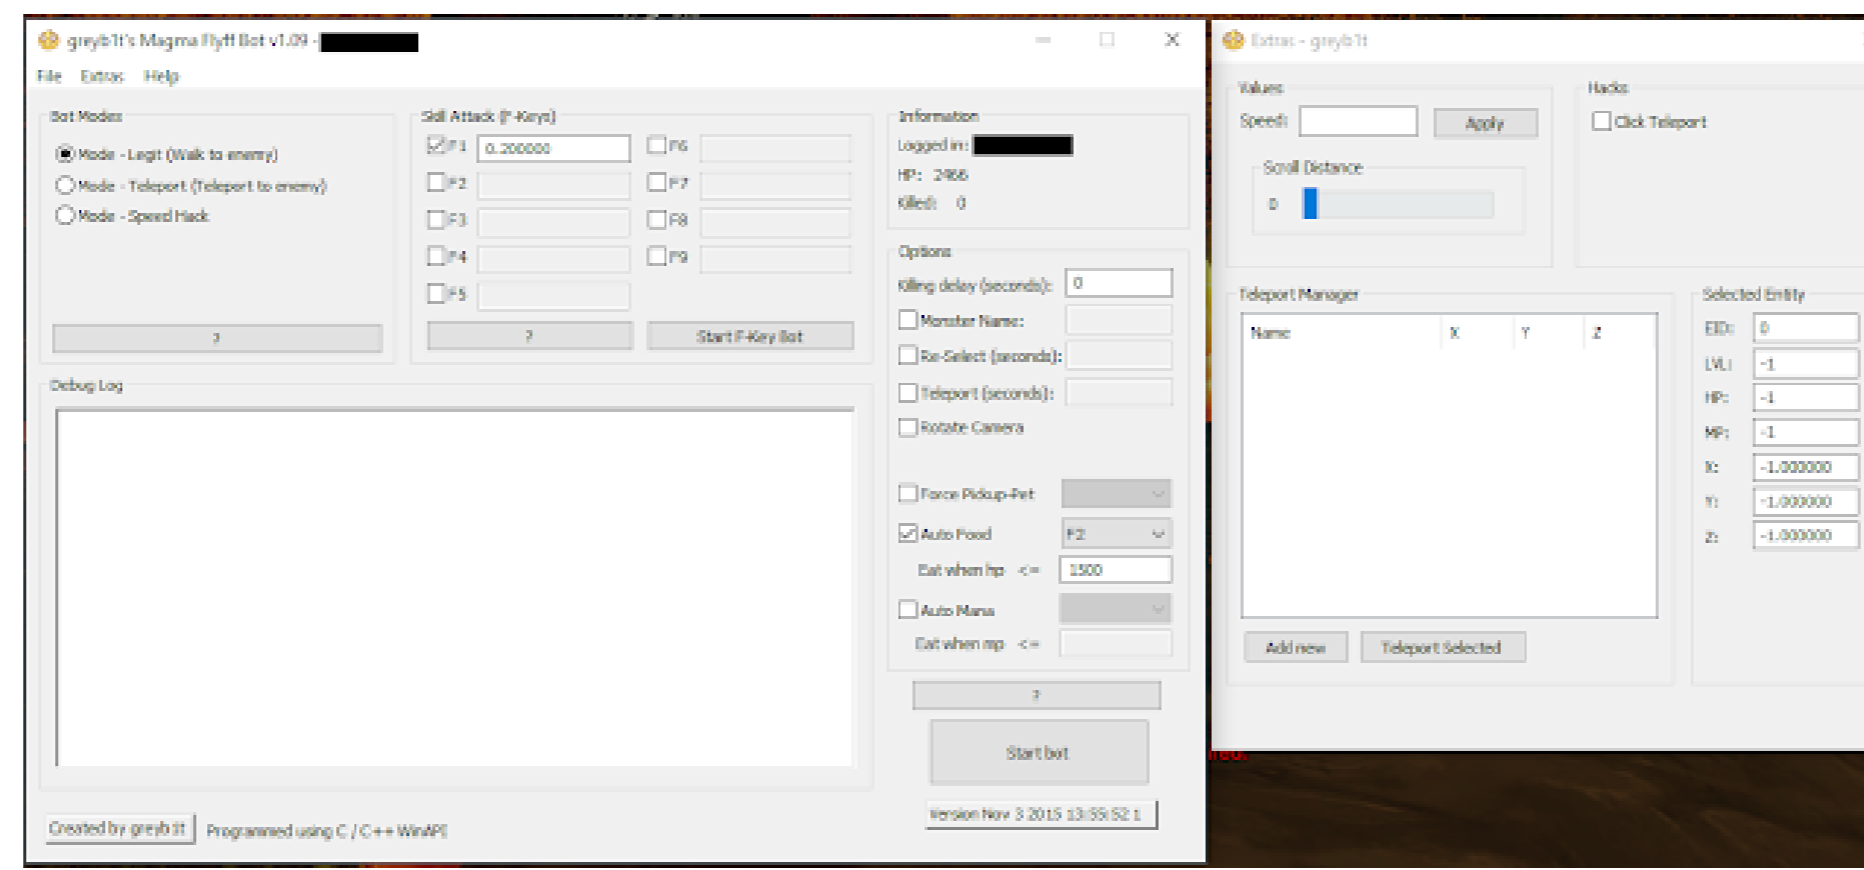 greyb1t's Magma Flyff Bot v1.09 -
File Extras Help
Bot Modes
Mode - Legit (Walk to enemy)
Mode - Teleport (Teleport to enemy)
Mode - Speed Hack
?
Skill Attack (F-Keys)
F1 0.200000 F6
F2 F7
F3 F8
F4 F9
F5
? Start F-Key Bot
Debug Log
Information
Logged in:
HP: 2466
Killed: 0
Options
Killing delay (seconds): 0
Monster Name:
Re-Select (seconds):
Teleport (seconds):
Rotate Camera
Force Pickup-Pet
Auto Food F2
Eat when hp <= 1500
Auto Mana
Eat when mp <=
?
Start bot
Created by greyb1t Programmed using C / C++ WinAPI
Version Nov 3 2015 13:55:52 1
Extras - greyb1t
Values
Speed: Apply
Scroll Distance
0
Hacks
Click Teleport
Teleport Manager
Name X Y Z
Add new Teleport Selected
Selected Entity
EID: 0
LVL: -1
HP: -1
MP: -1
X: -1.000000
Y: -1.000000
Z: -1.000000